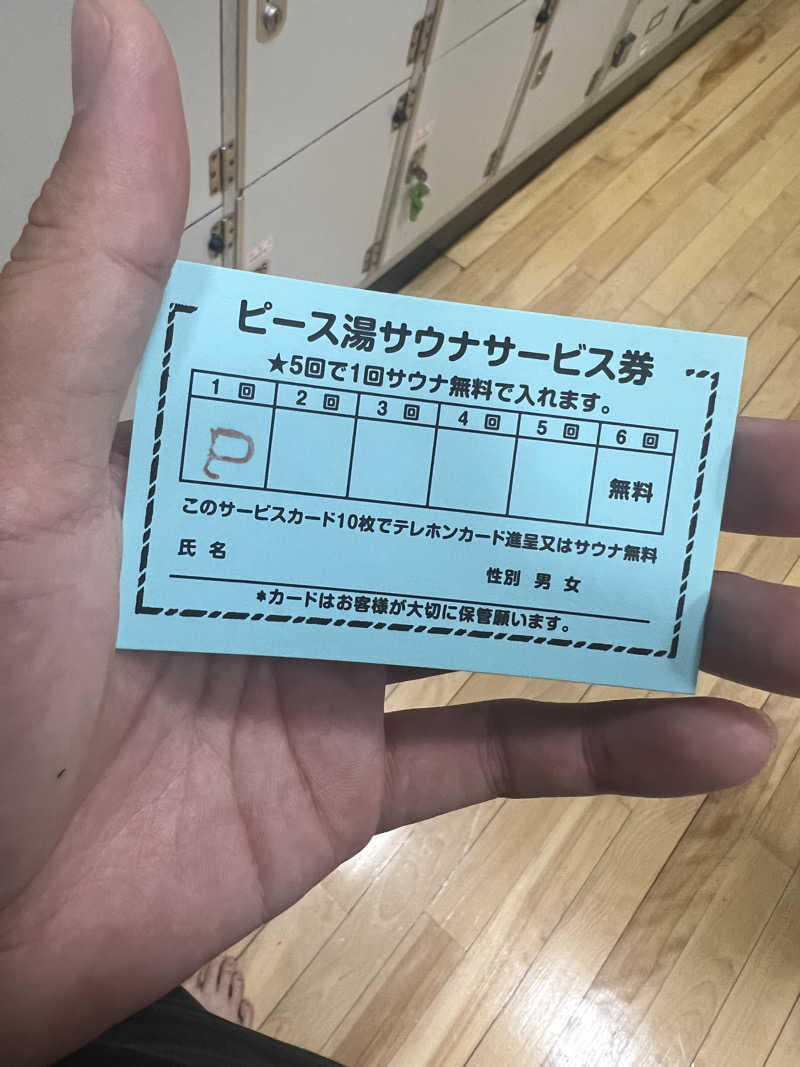 ピース湯サウナサービス券
★5回で1回サウナ無料で入れます。
1 回 2 回 3 回 4 回 5 回 6 回
P 無料
このサービスカード10枚でテレホンカード進呈又はサウナ無料
氏 名 性別 男 女
*カードはお客様が大切に保管願います。